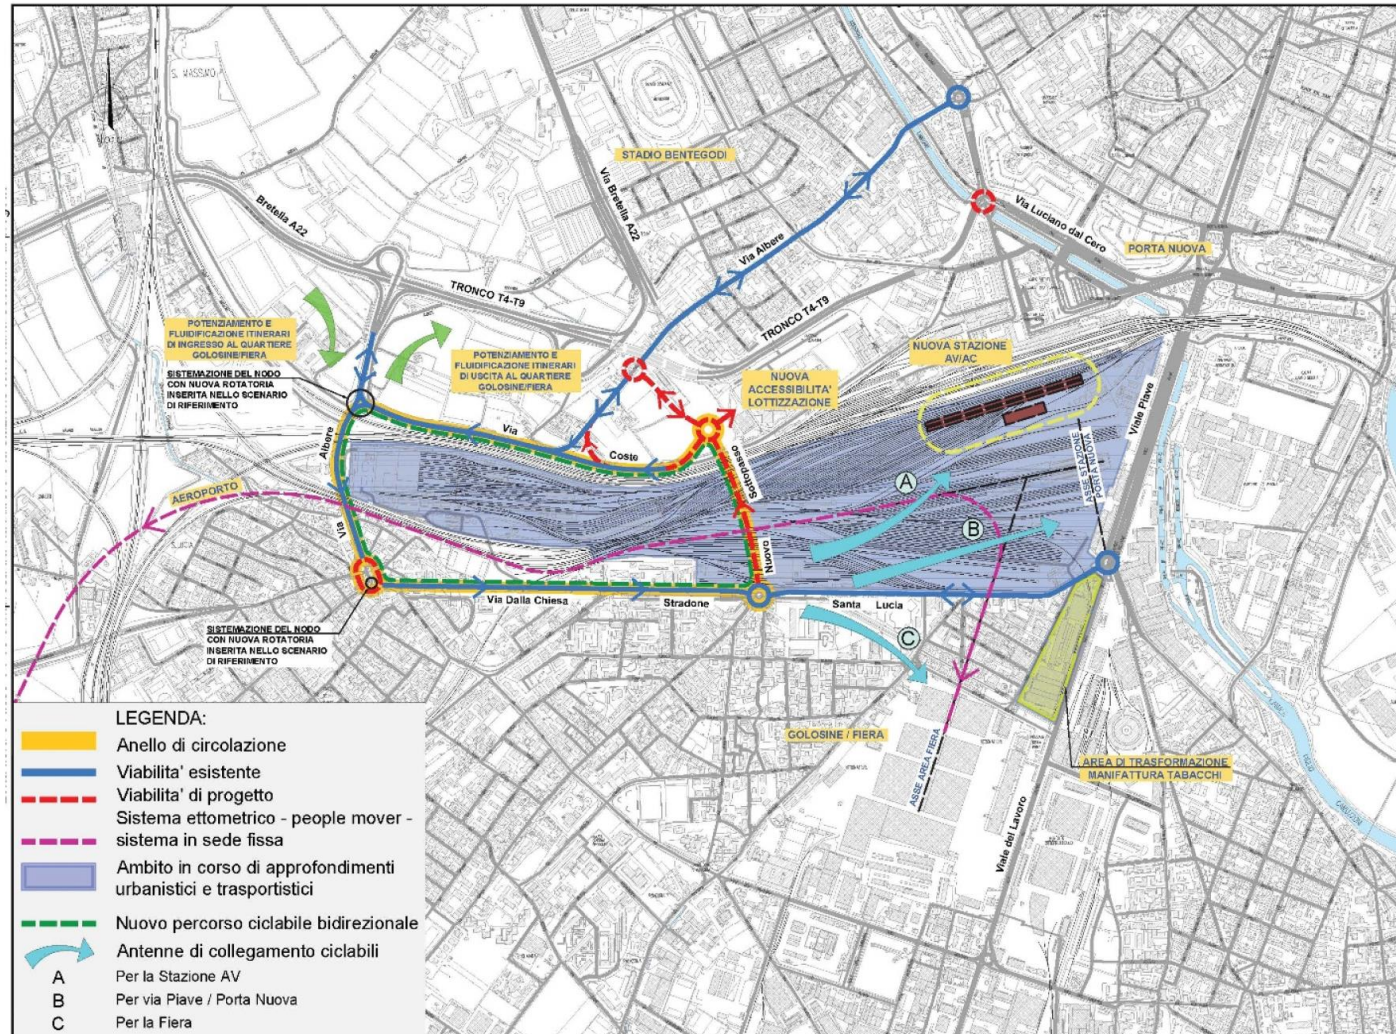 S. MASSIMO
Nord
STADIO BENTEGODI
Via Bretella A22
Bretella A22
Via Luciano dal Cero
PORTA NUOVA
Via Albere
TRONCO T4-T9
TRONCO T4-T9
POTENZIAMENTO E
FLUIDIFICAZIONE ITINERARI
DI INGRESSO AL QUARTIERE
GOLOSINE/FIERA
POTENZIAMENTO E
FLUIDIFICAZIONE ITINERARI
DI USCITA AL QUARTIERE
GOLOSINE/FIERA
NUOVA STAZIONE
AV/AC
NUOVA
ACCESSIBILITA'
LOTTIZZAZIONE
SISTEMAZIONE DEL NODO
CON NUOVA ROTATORIA
INSERITA NELLO SCENARIO
DI RIFERIMENTO
Viale Piave
Via
Coste
Albere
Via
Sottopasso
Nuovo
ASSE STAZIONE
PORTA NUOVA
AEROPORTO
A
B
Via Dalla Chiesa
Stradone
Santa Lucia
C
SISTEMAZIONE DEL NODO
CON NUOVA ROTATORIA
INSERITA NELLO SCENARIO
DI RIFERIMENTO
GOLOSINE / FIERA
ASSE AREA FIERA
AREA DI TRASFORMAZIONE
MANIFATTURA TABACCHI
Viale del Lavoro
LEGENDA:
Anello di circolazione
Viabilita' esistente
Viabilita' di progetto
Sistema ettometrico - people mover -
sistema in sede fissa
Ambito in corso di approfondimenti
urbanistici e trasportistici
Nuovo percorso ciclabile bidirezionale
Antenne di collegamento ciclabili
A Per la Stazione AV
B Per via Piave / Porta Nuova
C Per la Fiera